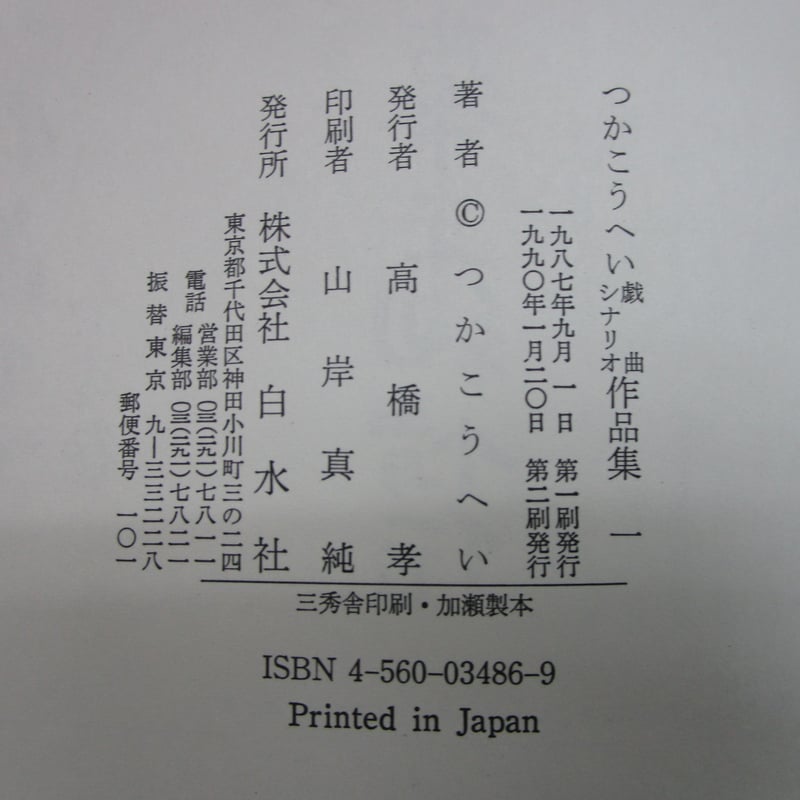 つかこうへい戯曲シナリオ作品集 一
一九八七年九月 一日 第一刷発行
一九九〇年一月二〇日 第二刷発行
著者 © つかこうへい
発行者 高橋孝
印刷者 山岸真純
発行所 株式会社 白水社
東京都千代田区神田小川町三の二四
電話 営業部 〇三(二九一)七八一一
編集部 〇三(二九一)七八二一
振替東京 九―三三二二八
郵便番号 一〇一
三秀舎印刷・加瀬製本
ISBN 4-560-03486-9
Printed in Japan